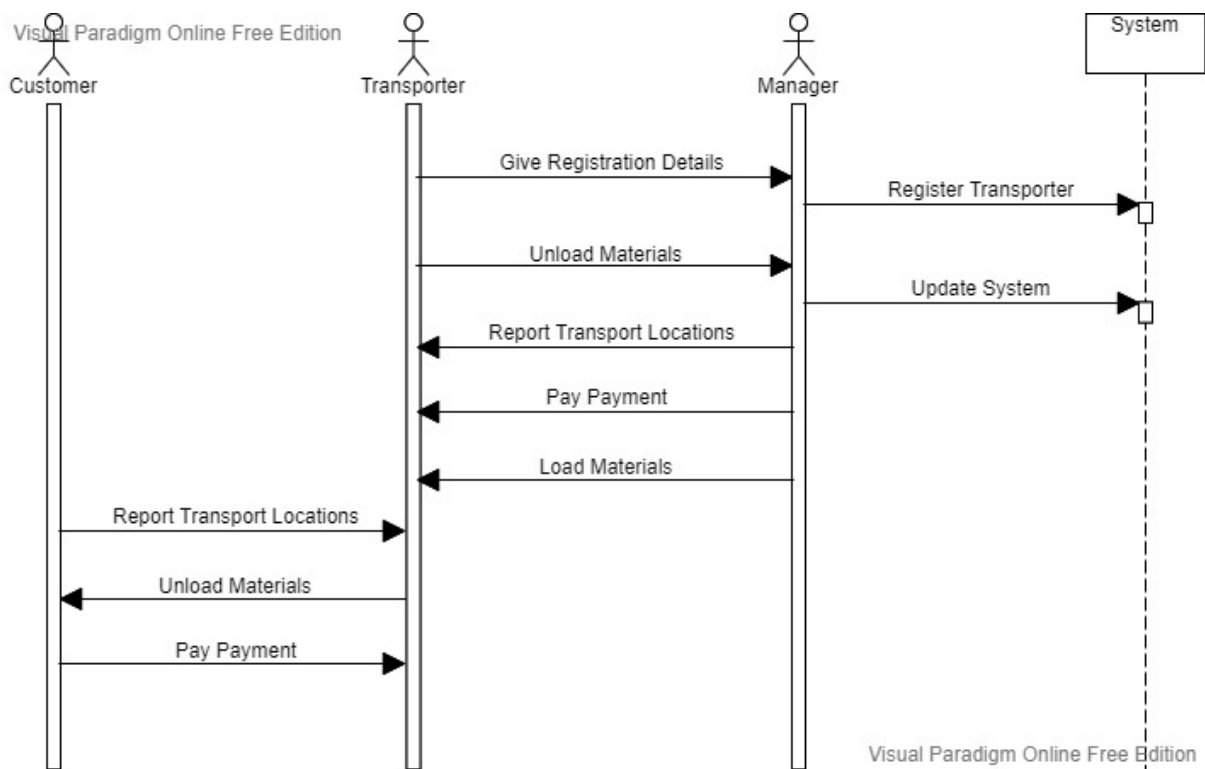 Visual Paradigm Online Free Edition
Customer
Transporter
Manager
System
Give Registration Details
Register Transporter
Unload Materials
Update System
Report Transport Locations
Pay Payment
Load Materials
Report Transport Locations
Unload Materials
Pay Payment
Visual Paradigm Online Free Edition